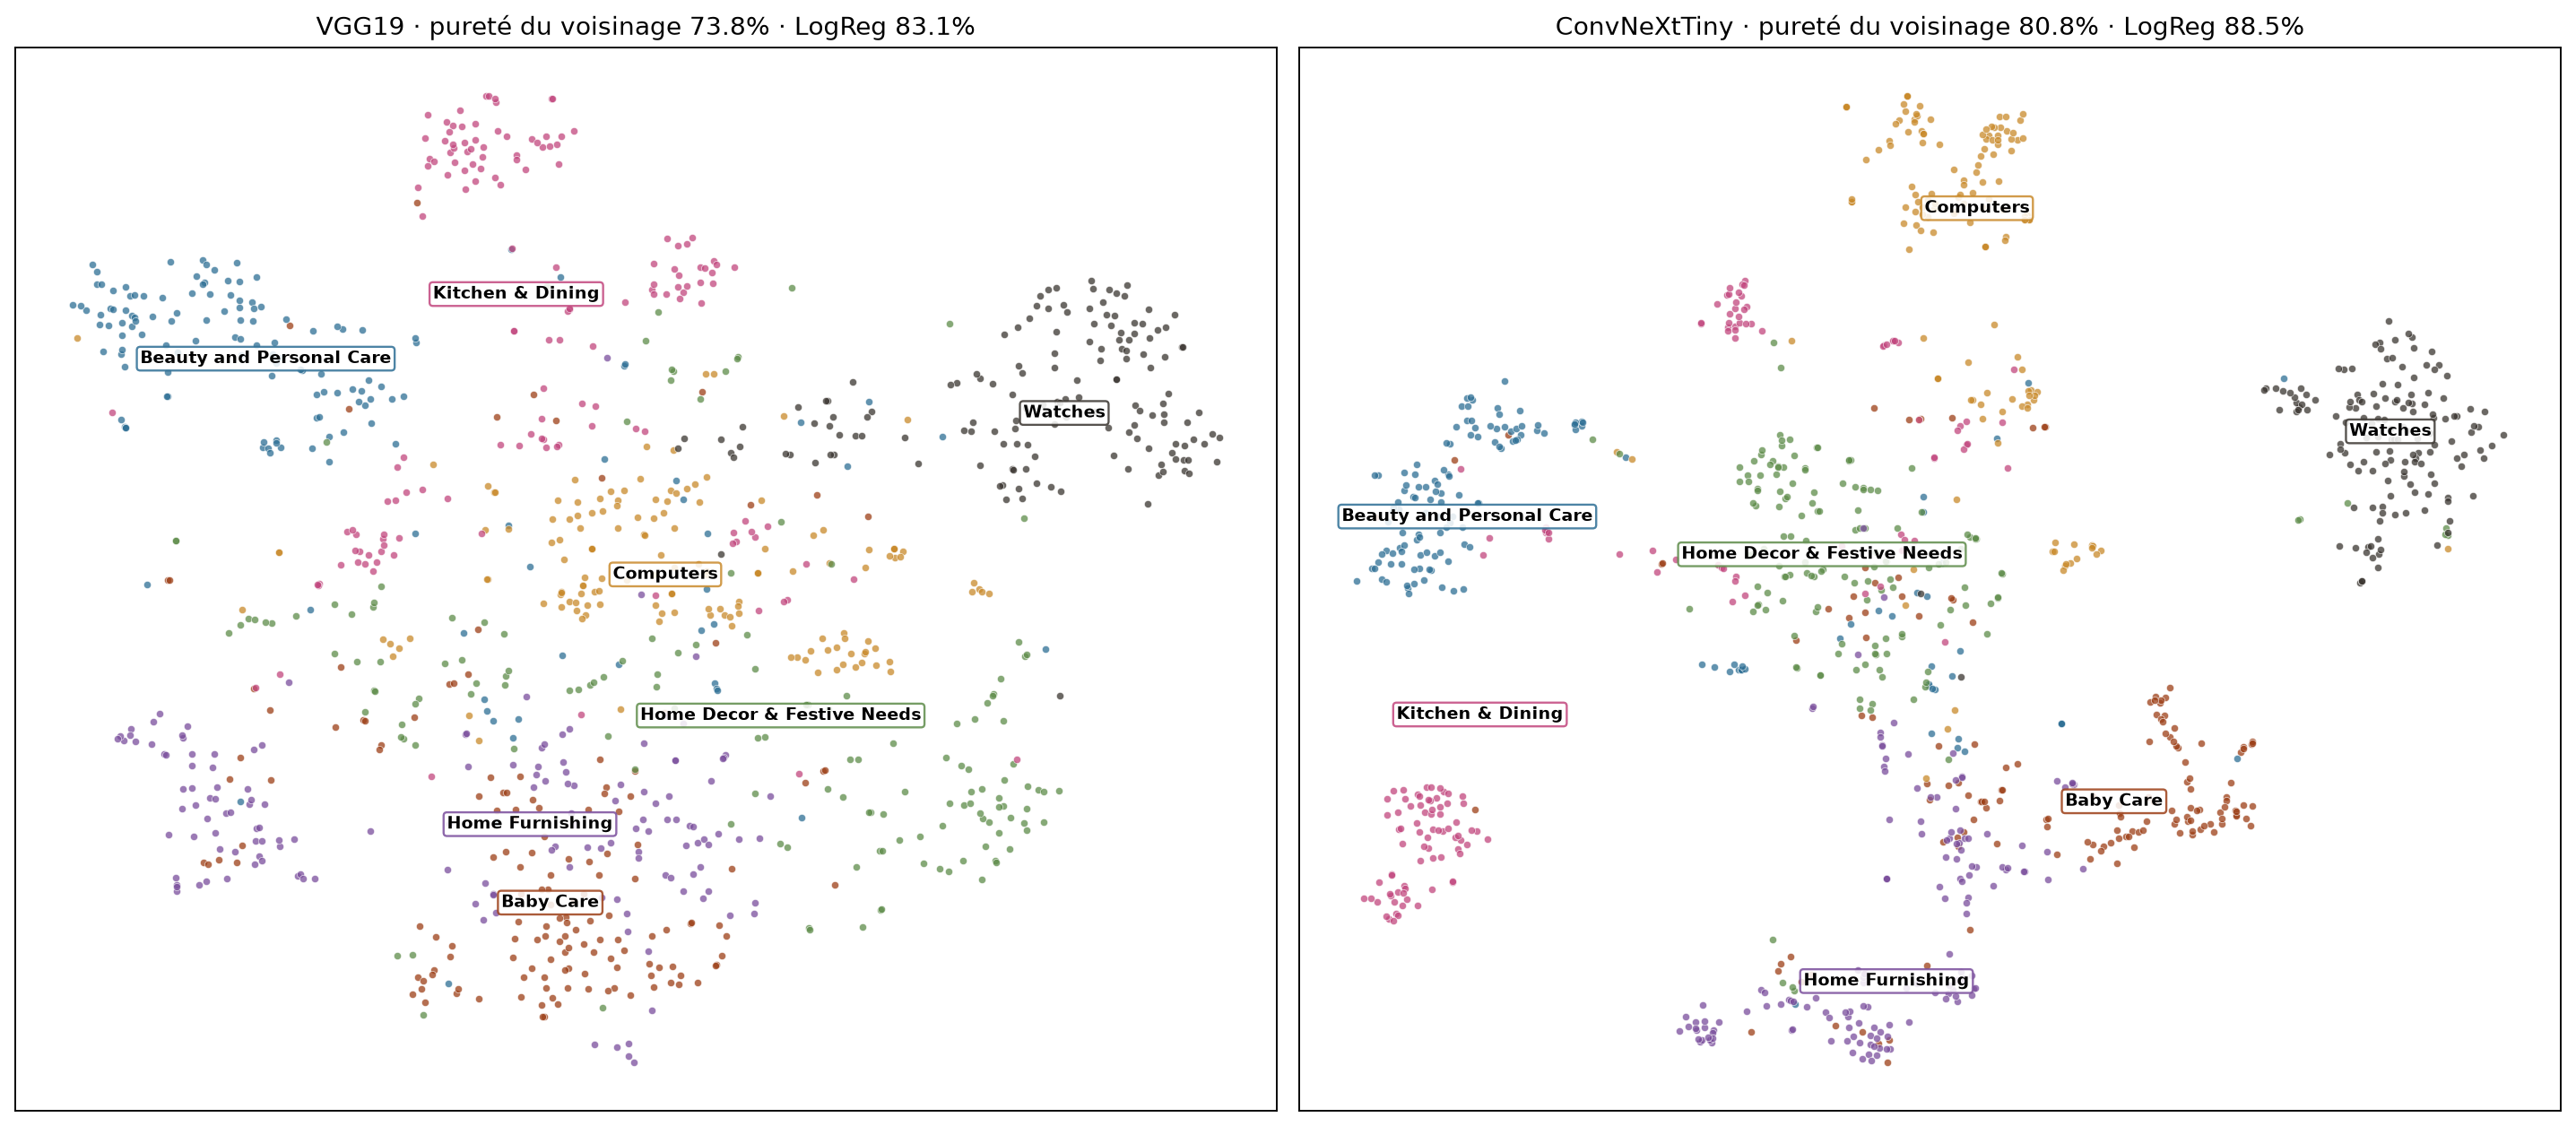 VGG19 · pureté du voisinage 73.8% · LogReg 83.1%
Kitchen & Dining
Beauty and Personal Care
Watches
Computers
Home Decor & Festive Needs
Home Furnishing
Baby Care
ConvNeXtTiny · pureté du voisinage 80.8% · LogReg 88.5%
Computers
Watches
Beauty and Personal Care
Home Decor & Festive Needs
Kitchen & Dining
Baby Care
Home Furnishing